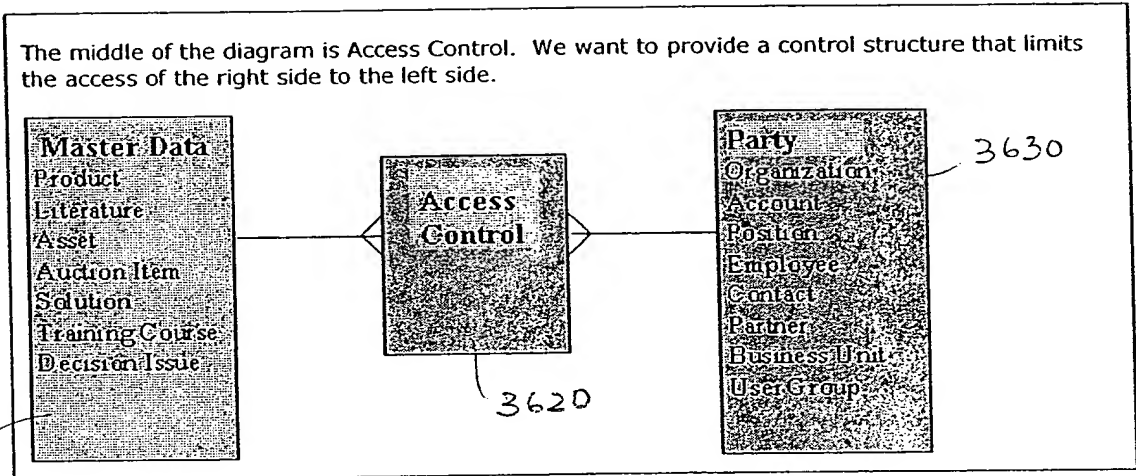 The middle of the diagram is Access Control. We want to provide a control structure that limits
the access of the right side to the left side.
Master Data
Product
Literature
Asset
Auction Item
Solution
Training Course
Decision Issue
Access
Control
3620
Party
Organization
Account
Position
Employee
Contact
Partner
Business Unit
User Group
3630